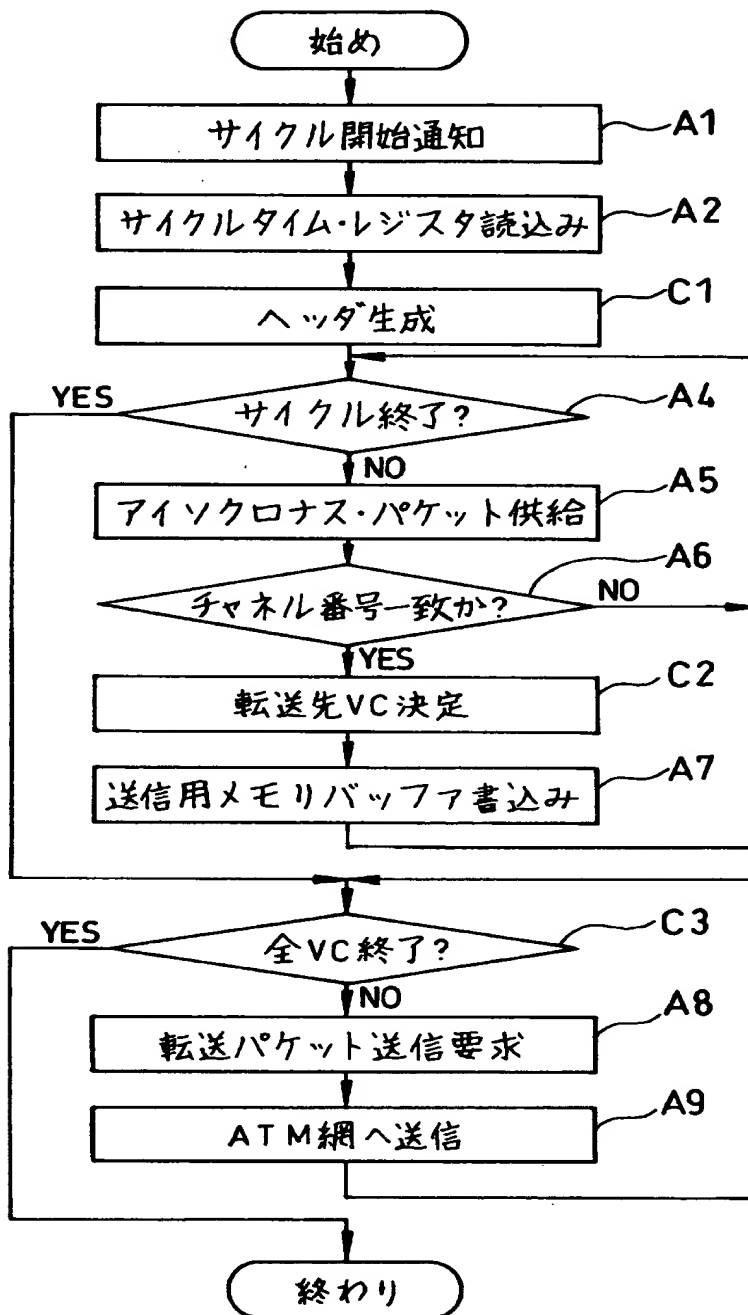 始め
サイクル開始通知
A1
サイクルタイム・レジスタ読込み
A2
ヘッダ生成
C1
YES
サイクル終了?
A4
NO
アイソクロナス・パケット供給
A5
チャネル番号一致か?
A6
NO
YES
転送先VC決定
C2
送信用メモリバッファ書込み
A7
YES
全VC終了?
C3
NO
転送パケット送信要求
A8
ATM網へ送信
A9
終わり